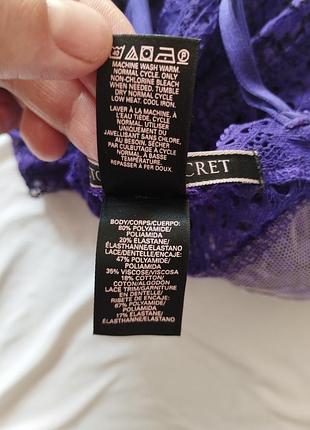 40
P
MACHINE WASH WARM.
NORMAL CYCLE. ONLY
NON-CHLORINE BLEACH
WHEN NEEDED. TUMBLE
DRY NORMAL CYCLE.
LOW HEAT. COOL IRON.
LAVER À LA MACHINE, À
L'EAU TIÈDE, CYCLE
NORMAL. UNIQUEMENT DU
JAVELLISANT SANS CHLORE,
AU BESOIN. SÉCHER
PAR CULBUTAGE À CYCLE
NORMAL, À BASSE
TEMPÉRATURE.
REPASSER À FER DOUX.
CRET
BODY/CORPS/CUERPO:
80% POLYAMIDE/
POLIAMIDA
20% ELASTANE/
ÉLASTHANNE/ELASTANO
LACE/DENTELLE/ENCAJE:
47% POLYAMIDE/
POLIAMIDA
35% VISCOSE/VISCOSA
18% COTTON/
COTON/ALGODÓN
LACE TRIM/GARNITURE
EN DENTELLE/
RIBETE DE ENCAJE:
67% POLYAMIDE/
POLIAMIDA
17% ELASTANE/
ÉLASTHANNE/ELASTANO